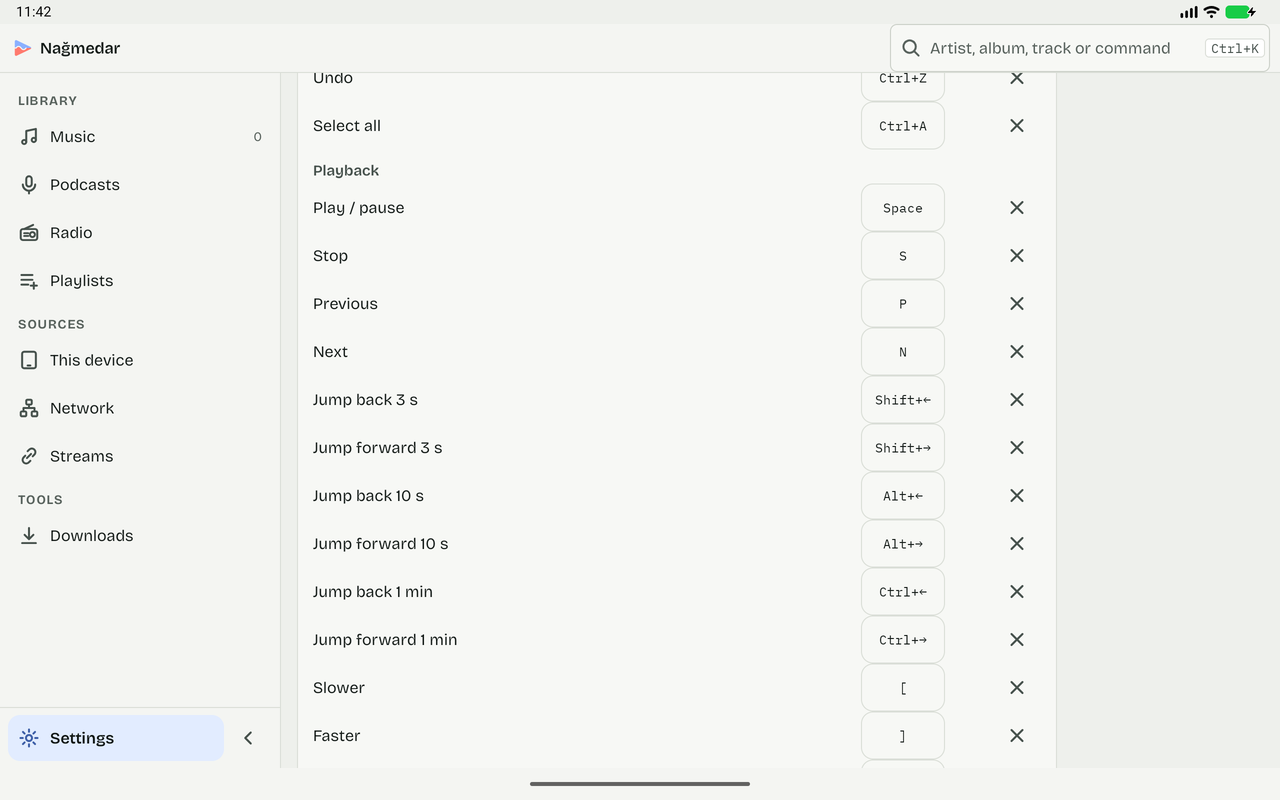 11:42
Nağmedar
Artist, album, track or command Ctrl+K
LIBRARY
Music 0
Podcasts
Radio
Playlists
SOURCES
This device
Network
Streams
TOOLS
Downloads
Settings
Undo Ctrl+Z
Select all Ctrl+A
Playback
Play / pause Space
Stop S
Previous P
Next N
Jump back 3 s Shift+←
Jump forward 3 s Shift+→
Jump back 10 s Alt+←
Jump forward 10 s Alt+→
Jump back 1 min Ctrl+←
Jump forward 1 min Ctrl+→
Slower [
Faster ]